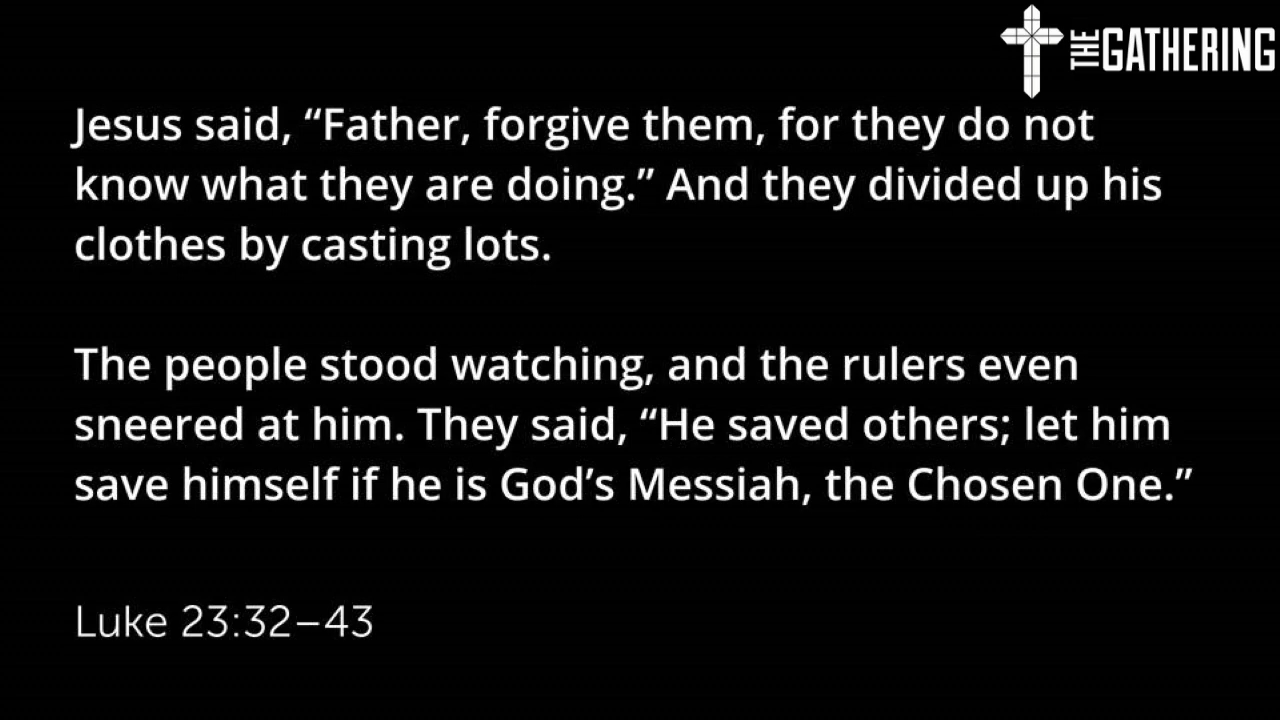 THE GATHERING
Jesus said, “Father, forgive them, for they do not
know what they are doing.” And they divided up his
clothes by casting lots.
The people stood watching, and the rulers even
sneered at him. They said, “He saved others; let him
save himself if he is God’s Messiah, the Chosen One.”
Luke 23:32–43